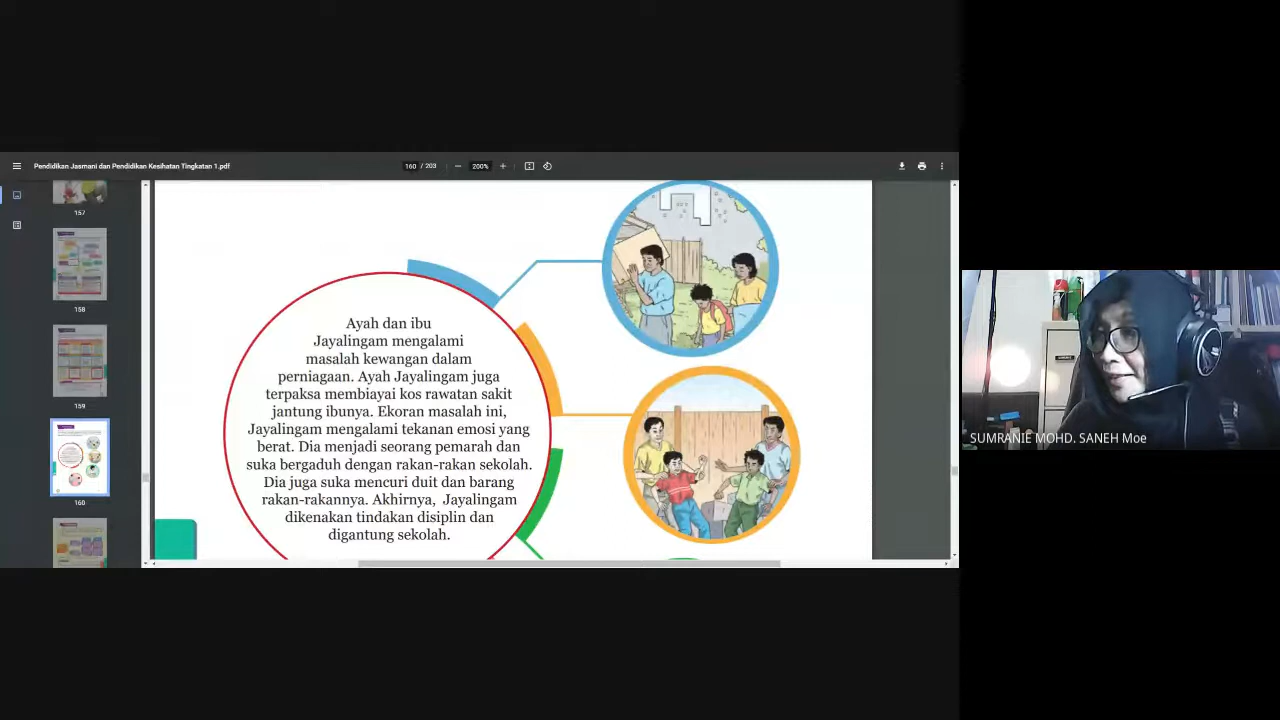 Pendidikan Jasmani dan Pendidikan Kesihatan Tingkatan 1.pdf
160 / 203
200%
157
158
159
160
Ayah dan ibu
Jayalingam mengalami
masalah kewangan dalam
perniagaan. Ayah Jayalingam juga
terpaksa membiayai kos rawatan sakit
jantung ibunya. Ekoran masalah ini,
Jayalingam mengalami tekanan emosi yang
berat. Dia menjadi seorang pemarah dan
suka bergaduh dengan rakan-rakan sekolah.
Dia juga suka mencuri duit dan barang
rakan-rakannya. Akhirnya, Jayalingam
dikenakan tindakan disiplin dan
digantung sekolah.
SUMRANIE MOHD. SANEH Moe